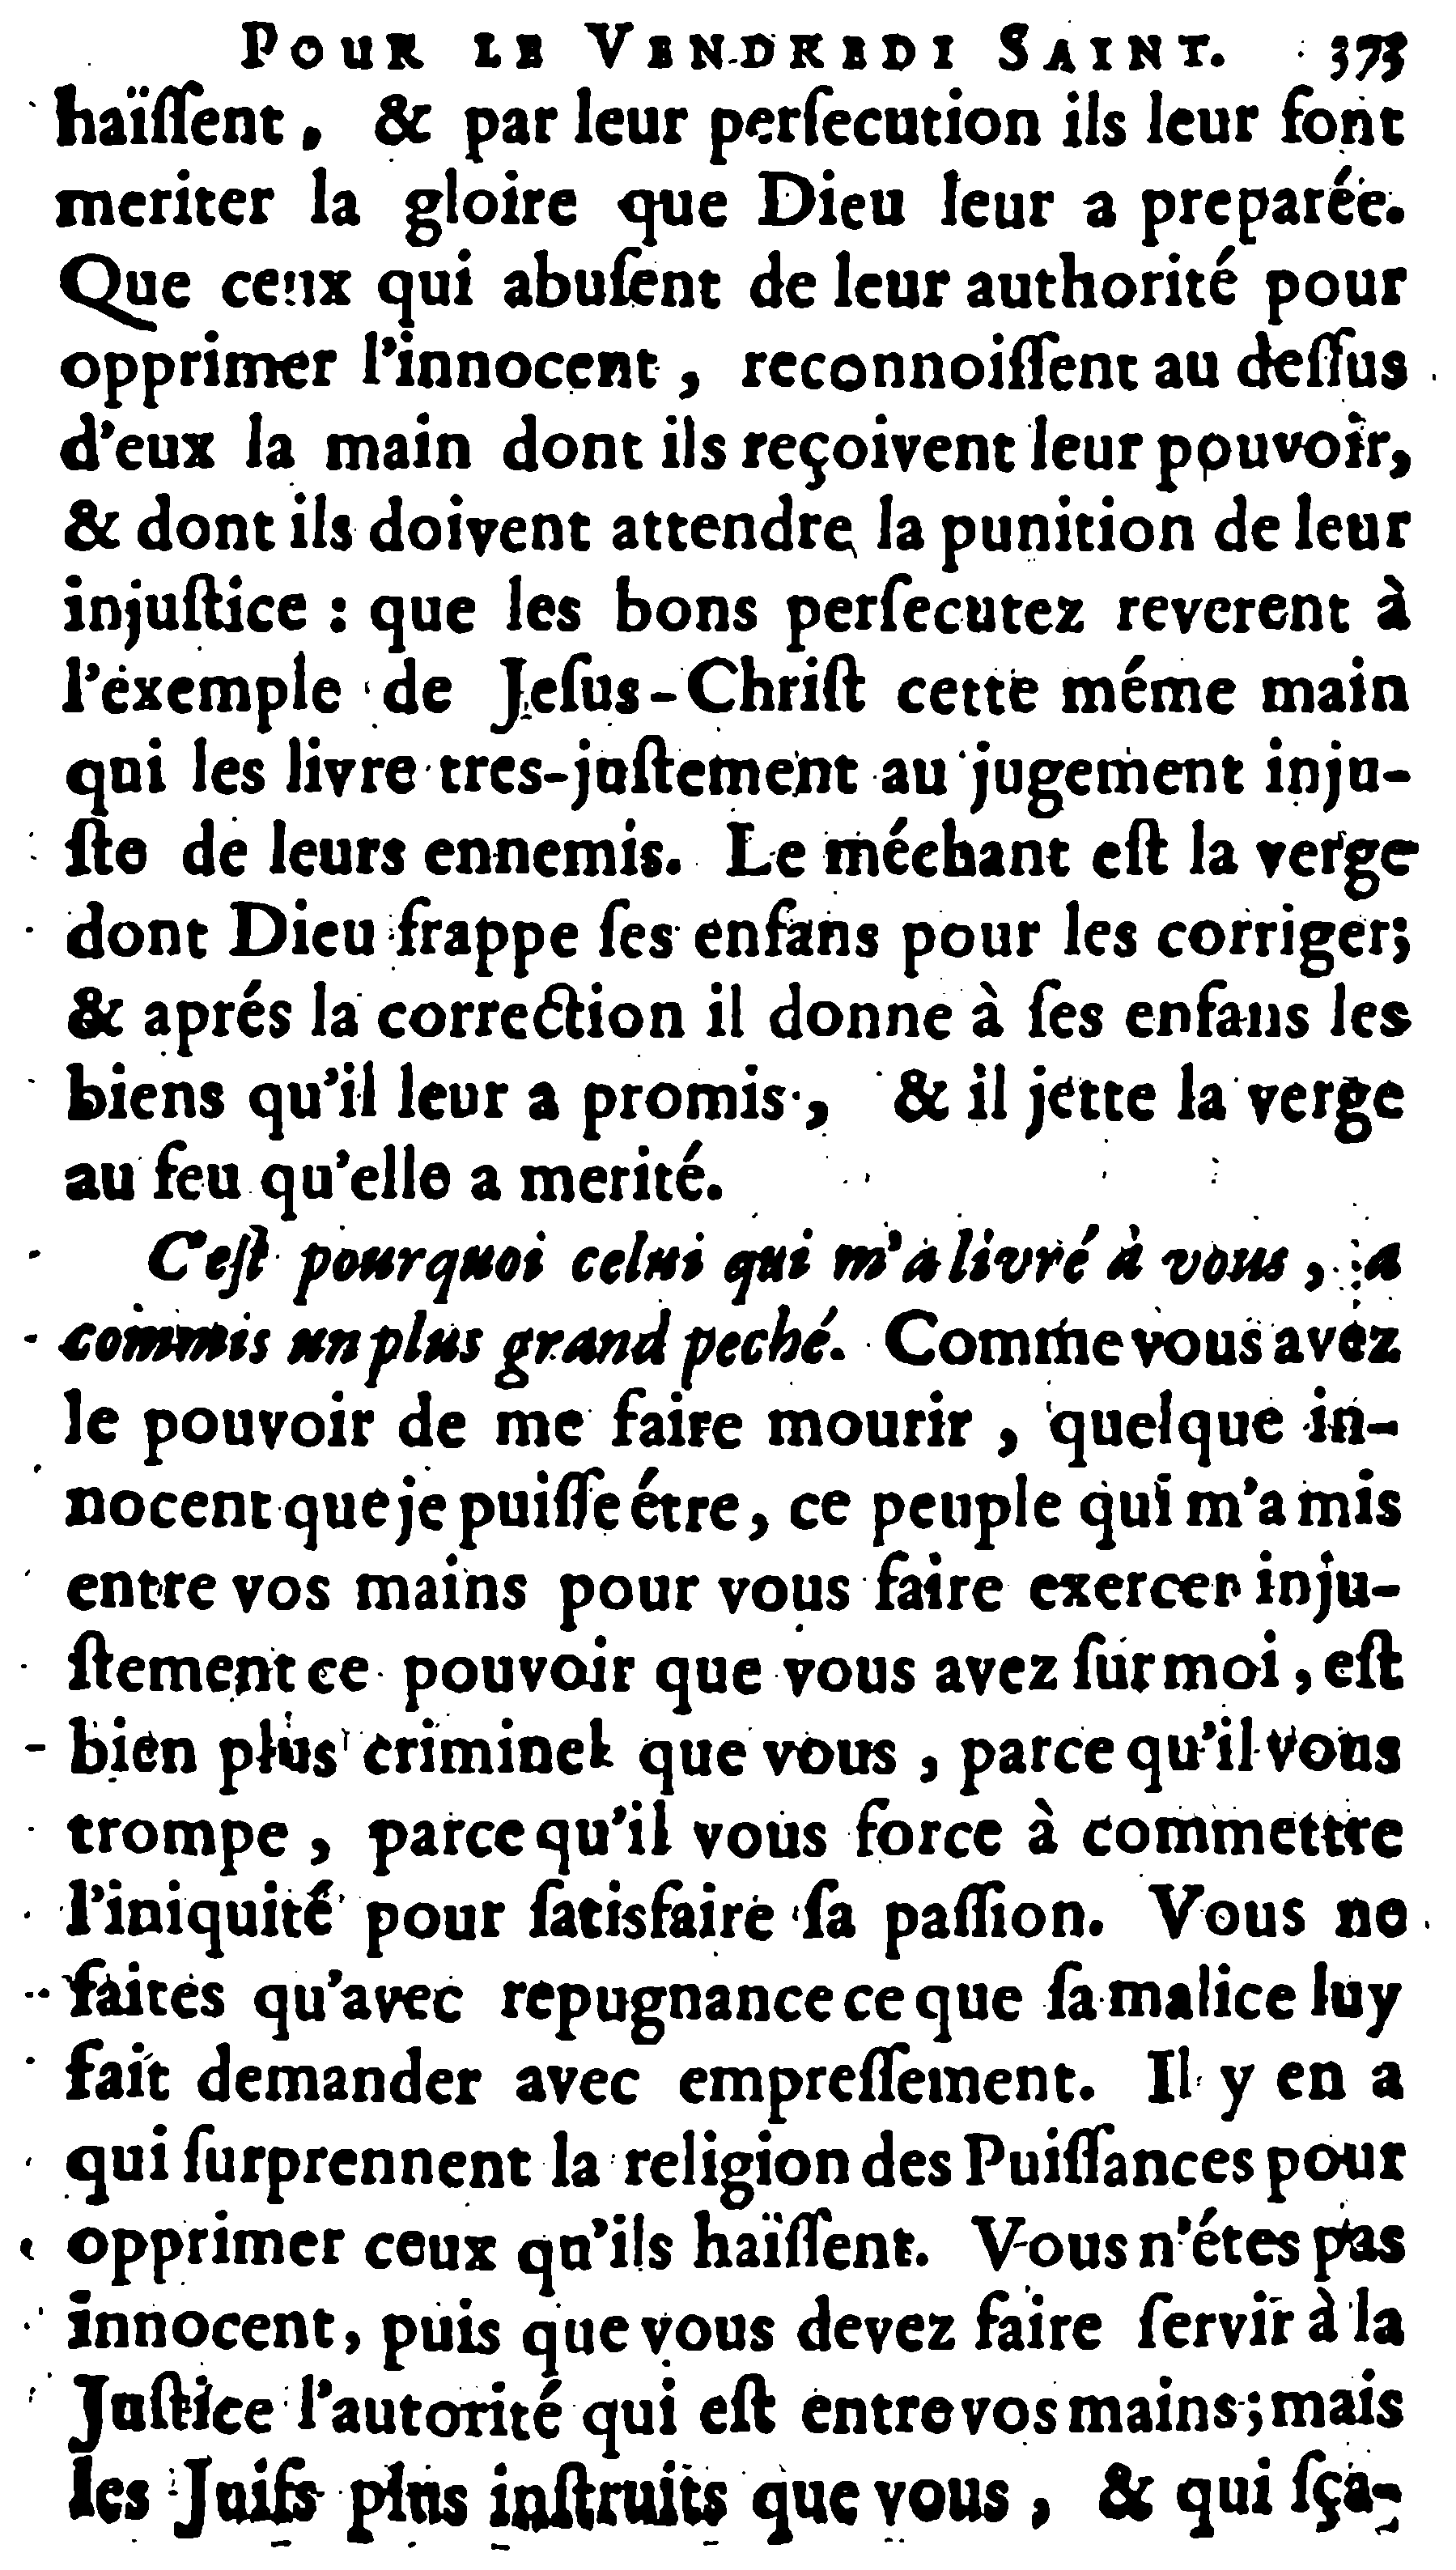 POUR LE VENDREDI SAINT. 373
haïſſent, & par leur perſecution ils leur font
meriter la gloire que Dieu leur a preparée.
Que ceux qui abuſent de leur authorité pour
opprimer l'innocent, reconnoiſſent au deſſus
d'eux la main dont ils reçoivent leur pouvoir,
& dont ils doivent attendre la punition de leur
injuſtice : que les bons perſecutez reverent à
l'exemple de Jeſus-Chriſt cette méme main
qui les livre tres-juſtement au jugement inju-
ſte de leurs ennemis. Le méchant eſt la verge
dont Dieu frappe ſes enfans pour les corriger;
& aprés la correction il donne à ſes enfans les
biens qu'il leur a promis, & il jette la verge
au feu qu'elle a merité.
C'eſt pourquoi celui qui m'a livré à vous, a
commis un plus grand peché. Comme vous avez
le pouvoir de me faire mourir, quelque in-
nocent que je puiſſe étre, ce peuple qui m'a mis
entre vos mains pour vous faire exercer inju-
ſtement ce pouvoir que vous avez ſur moi, eſt
bien plus criminel que vous, parce qu'il vous
trompe, parce qu'il vous force à commettre
l'iniquité pour ſatisfaire ſa paſſion. Vous ne
faites qu'avec repugnance ce que ſa malice luy
fait demander avec empreſſement. Il y en a
qui ſurprennent la religion des Puiſſances pour
opprimer ceux qu'ils haïſſent. Vous n'étes pas
innocent, puis que vous devez faire ſervir à la
Juſtice l'autorité qui eſt entre vos mains; mais
les Juifs plus inſtruits que vous, & qui ſça-